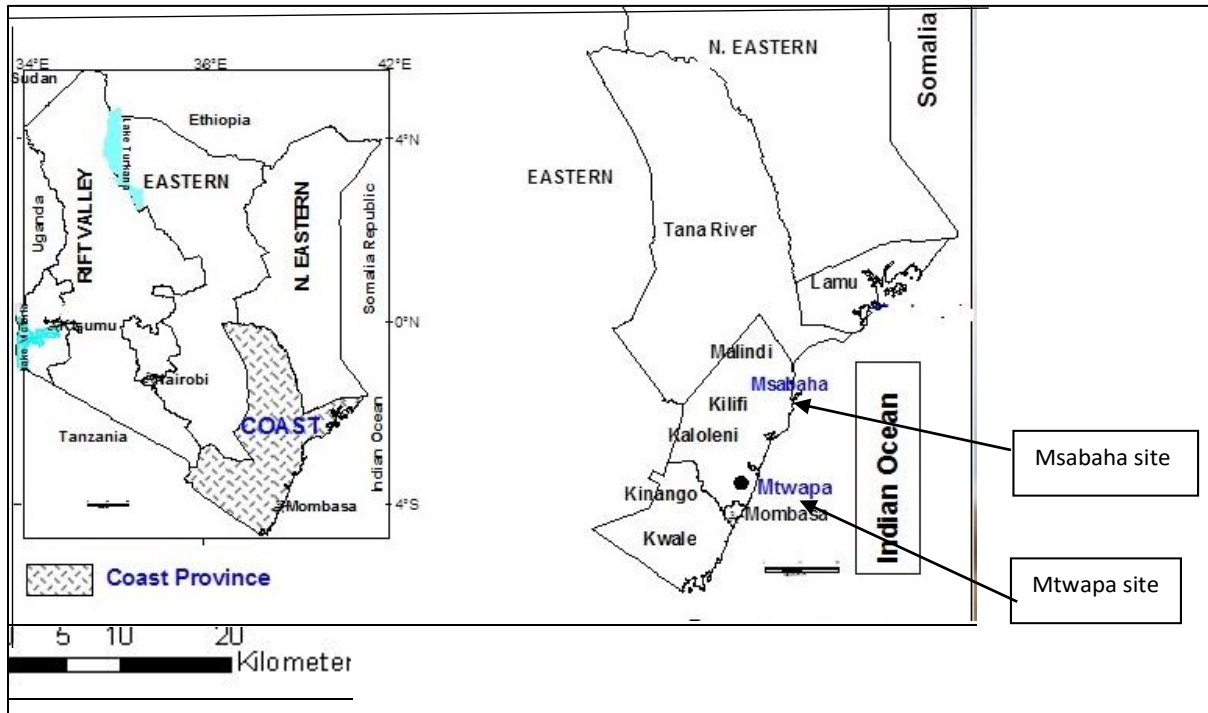 34°E
38°E
42°E
Sudan
Ethiopia
4°N
Lake Turkana
EASTERN
RIFT VALLEY
Uganda
N. EASTERN
Somalia Republic
Kisumu
0°N
Nairobi
Tanzania
COAST
Indian Ocean
Mombasa
4°S
Coast Province
N. EASTERN
Somalia
EASTERN
Tana River
Lamu
Malindi
Msabaha
Kilifi
Kaloleni
Kinango
Mtwapa
Mombasa
Kwale
Indian Ocean
Msabaha site
Mtwapa site
5 10 20
Kilometer